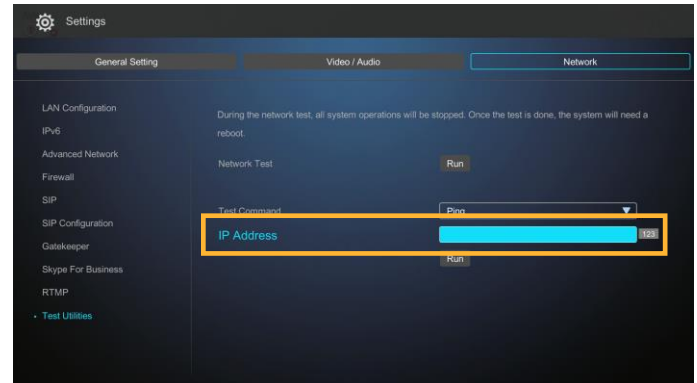 Settings
General Setting
Video / Audio
Network
LAN Configuration
IPv6
Advanced Network
Firewall
SIP
SIP Configuration
Gatekeeper
Skype For Business
RTMP
Test Utilities
During the network test, all system operations will be stopped. Once the test is done, the system will need a
reboot.
Network Test
Run
Test Command
Ping
IP Address
123
Run